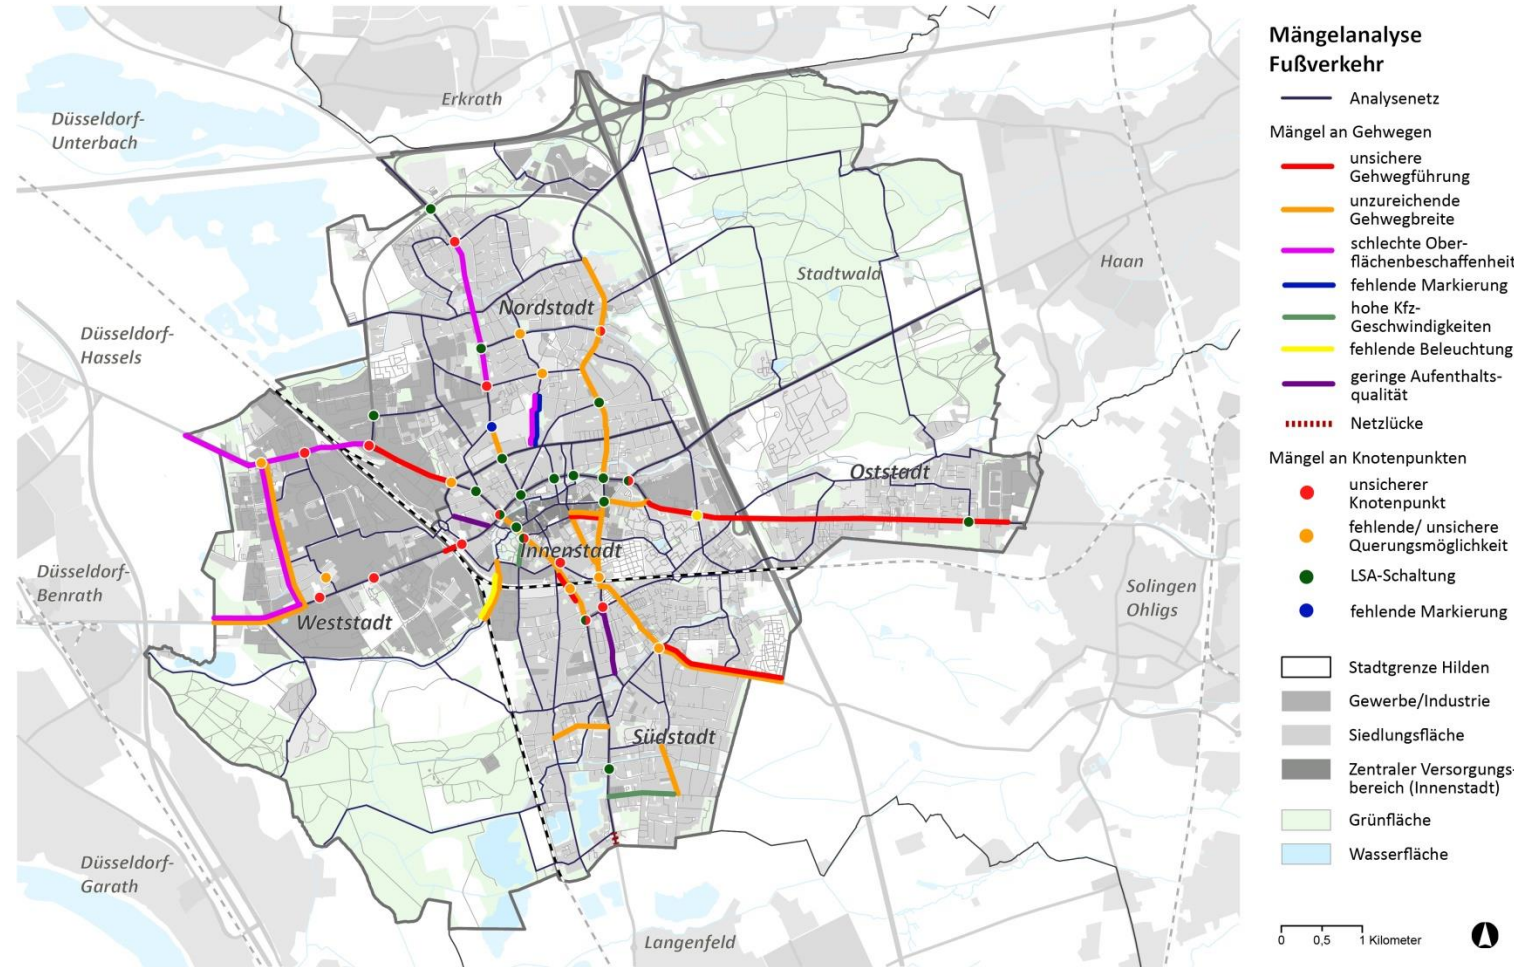 Mängelanalyse
Fußverkehr
Analysenetz
Mängel an Gehwegen
unsichere
Gehwegführung
unzureichende
Gehwegbreite
schlechte Ober-
flächenbeschaffenheit
fehlende Markierung
hohe Kfz-
Geschwindigkeiten
fehlende Beleuchtung
geringe Aufenthalts-
qualität
Netzlücke
Mängel an Knotenpunkten
unsicherer
Knotenpunkt
fehlende/ unsichere
Querungsmöglichkeit
LSA-Schaltung
fehlende Markierung
Stadtgrenze Hilden
Gewerbe/Industrie
Siedlungsfläche
Zentraler Versorgungs-
bereich (Innenstadt)
Grünfläche
Wasserfläche
0 0,5 1 Kilometer
Erkrath
Düsseldorf-
Unterbach
Haan
Stadtwald
Nordstadt
Düsseldorf-
Hassels
Oststadt
Innenstadt
Düsseldorf-
Benrath
Solingen
Ohligs
Weststadt
Südstadt
Düsseldorf-
Garath
Langenfeld